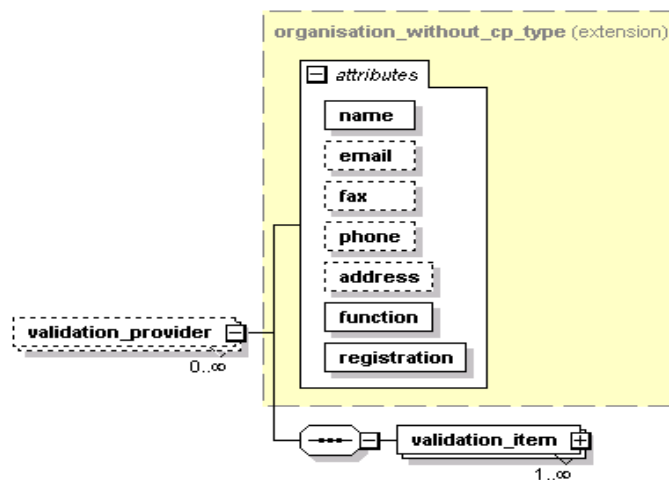 organisation_without_cp_type (extension)
attributes
name
email
fax
phone
address
function
registration
validation_provider
0..∞
validation_item
1..∞